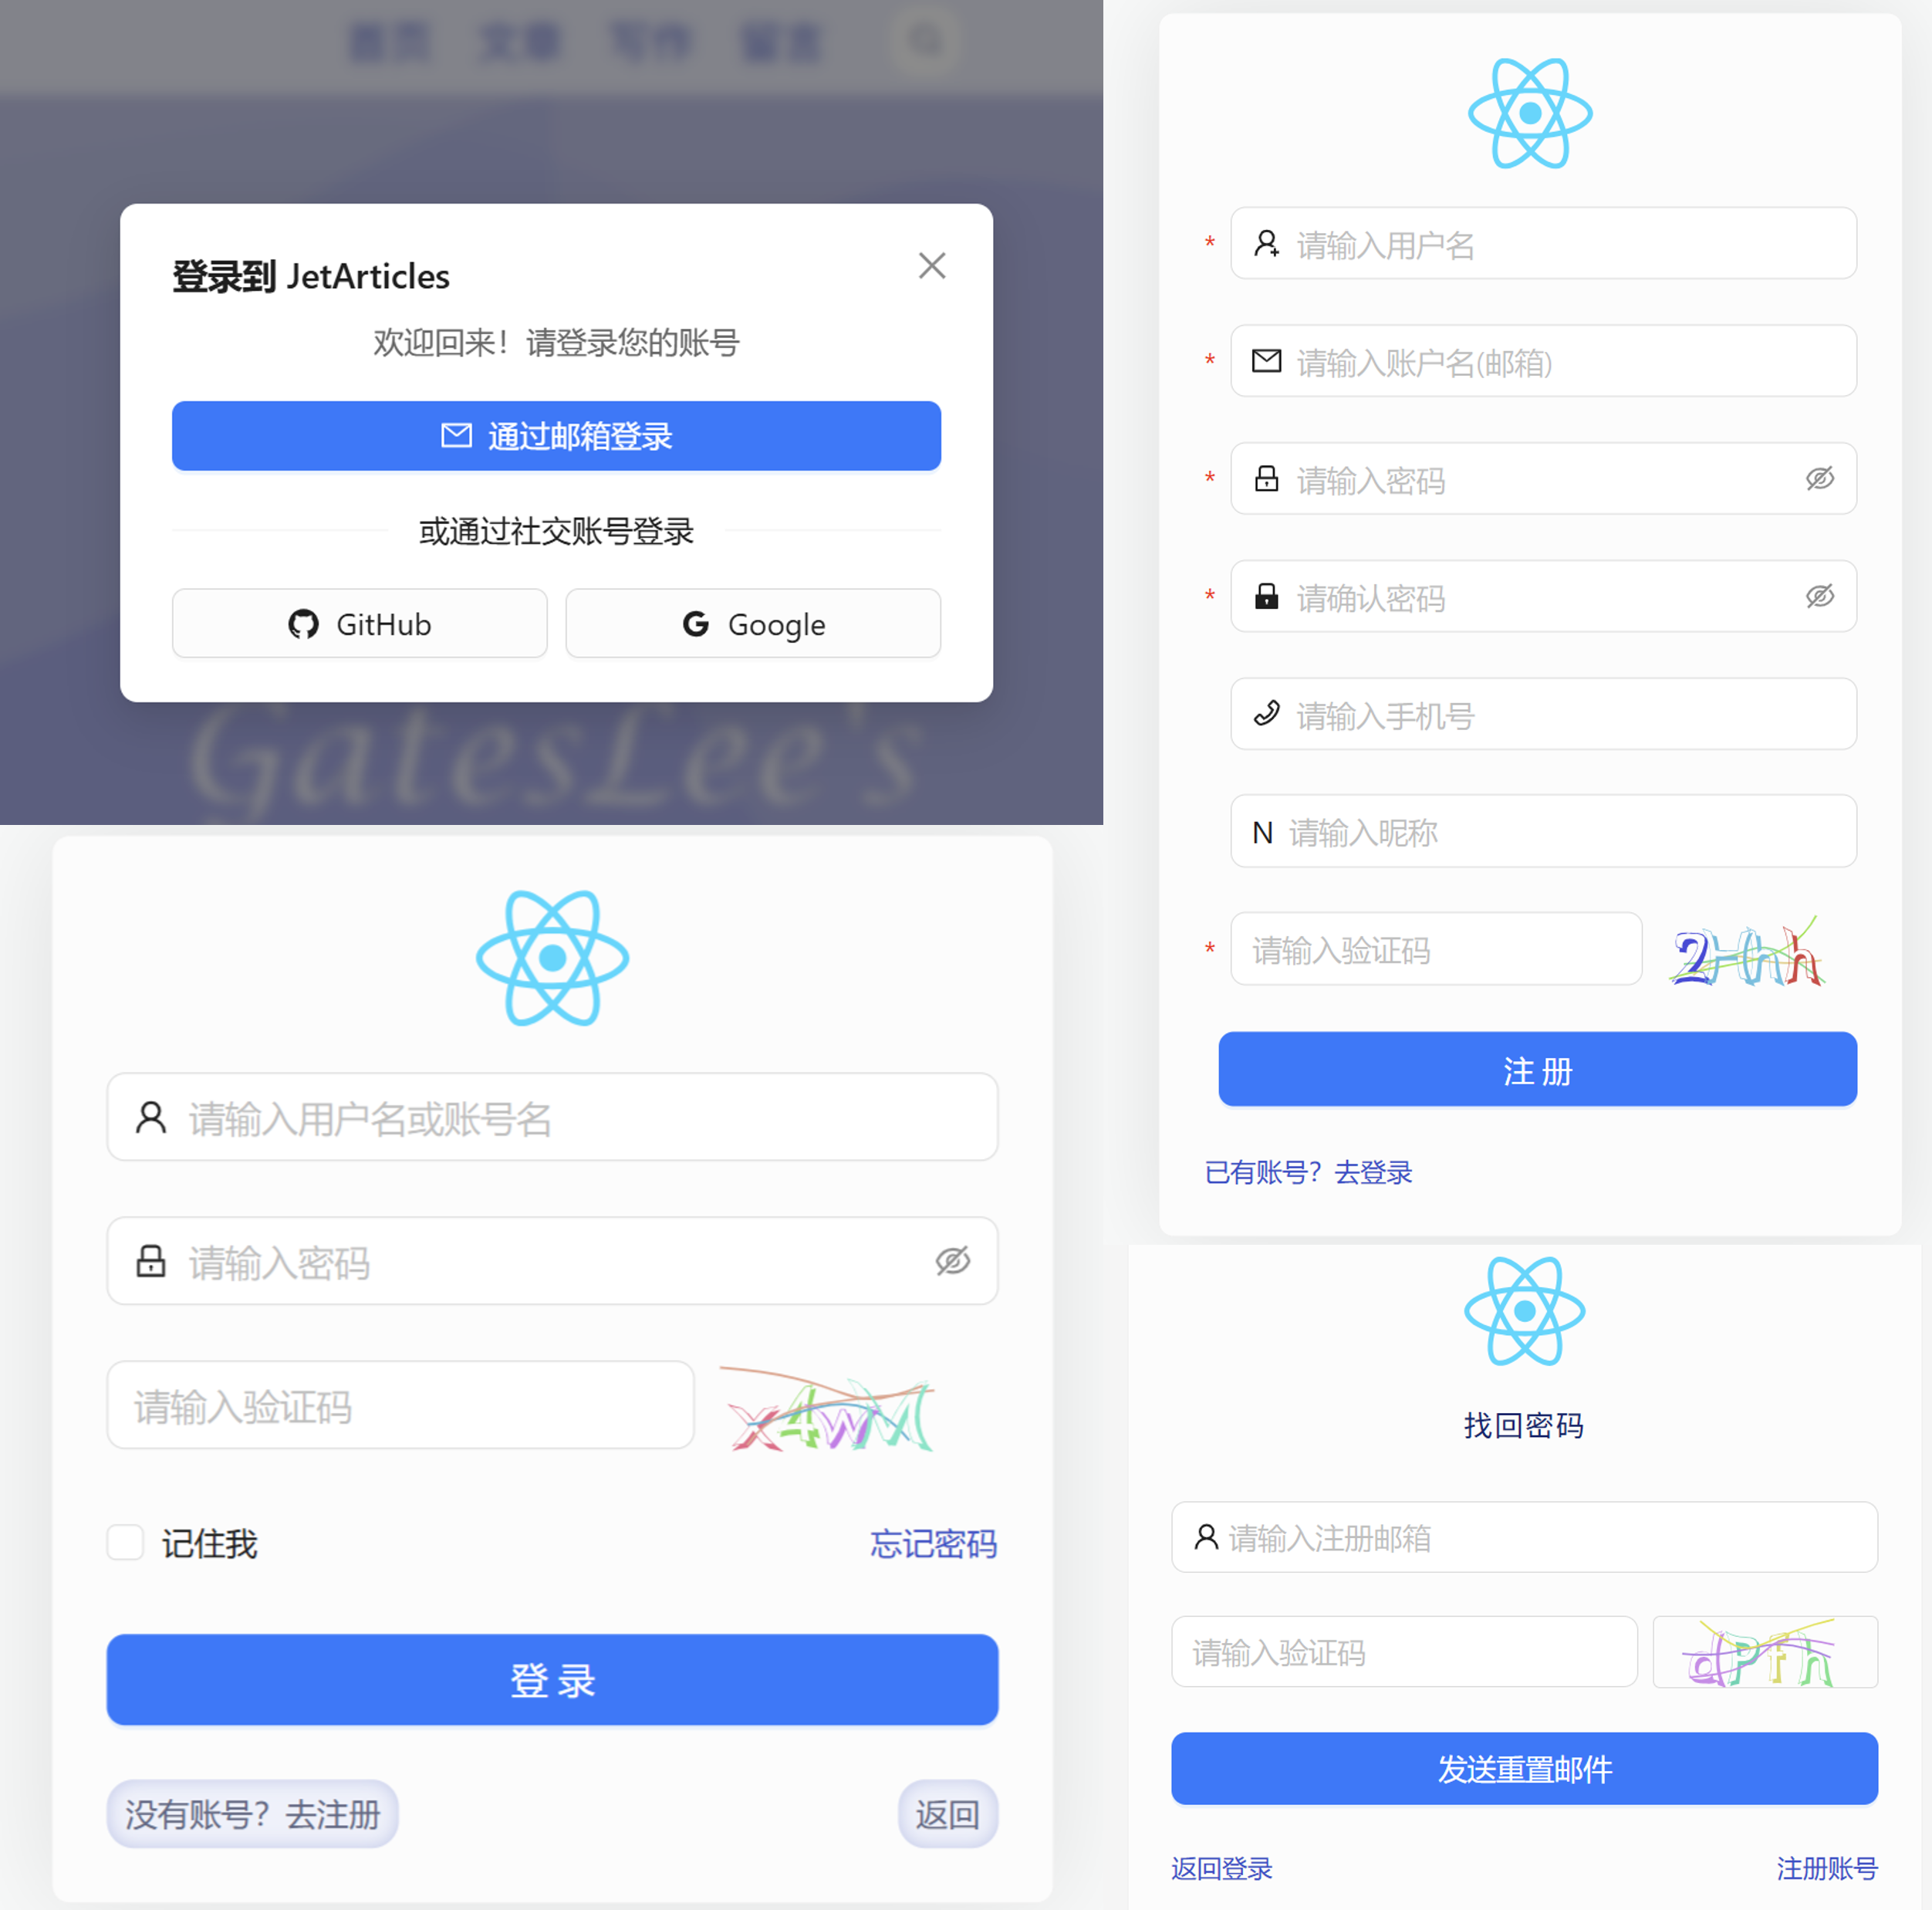 首页 文章 写作 留言
登录到 JetArticles
欢迎回来！请登录您的账号
通过邮箱登录
或通过社交账号登录
GitHub
Google
GatesLee's
请输入用户名或账号名
请输入密码
请输入验证码
x4wM
记住我
忘记密码
登录
没有账号？去注册
返回
*
请输入用户名
*
请输入账户名(邮箱)
*
请输入密码
*
请确认密码
请输入手机号
N 请输入昵称
*
请输入验证码
注册
已有账号？去登录
找回密码
请输入注册邮箱
请输入验证码
发送重置邮件
返回登录
注册账号